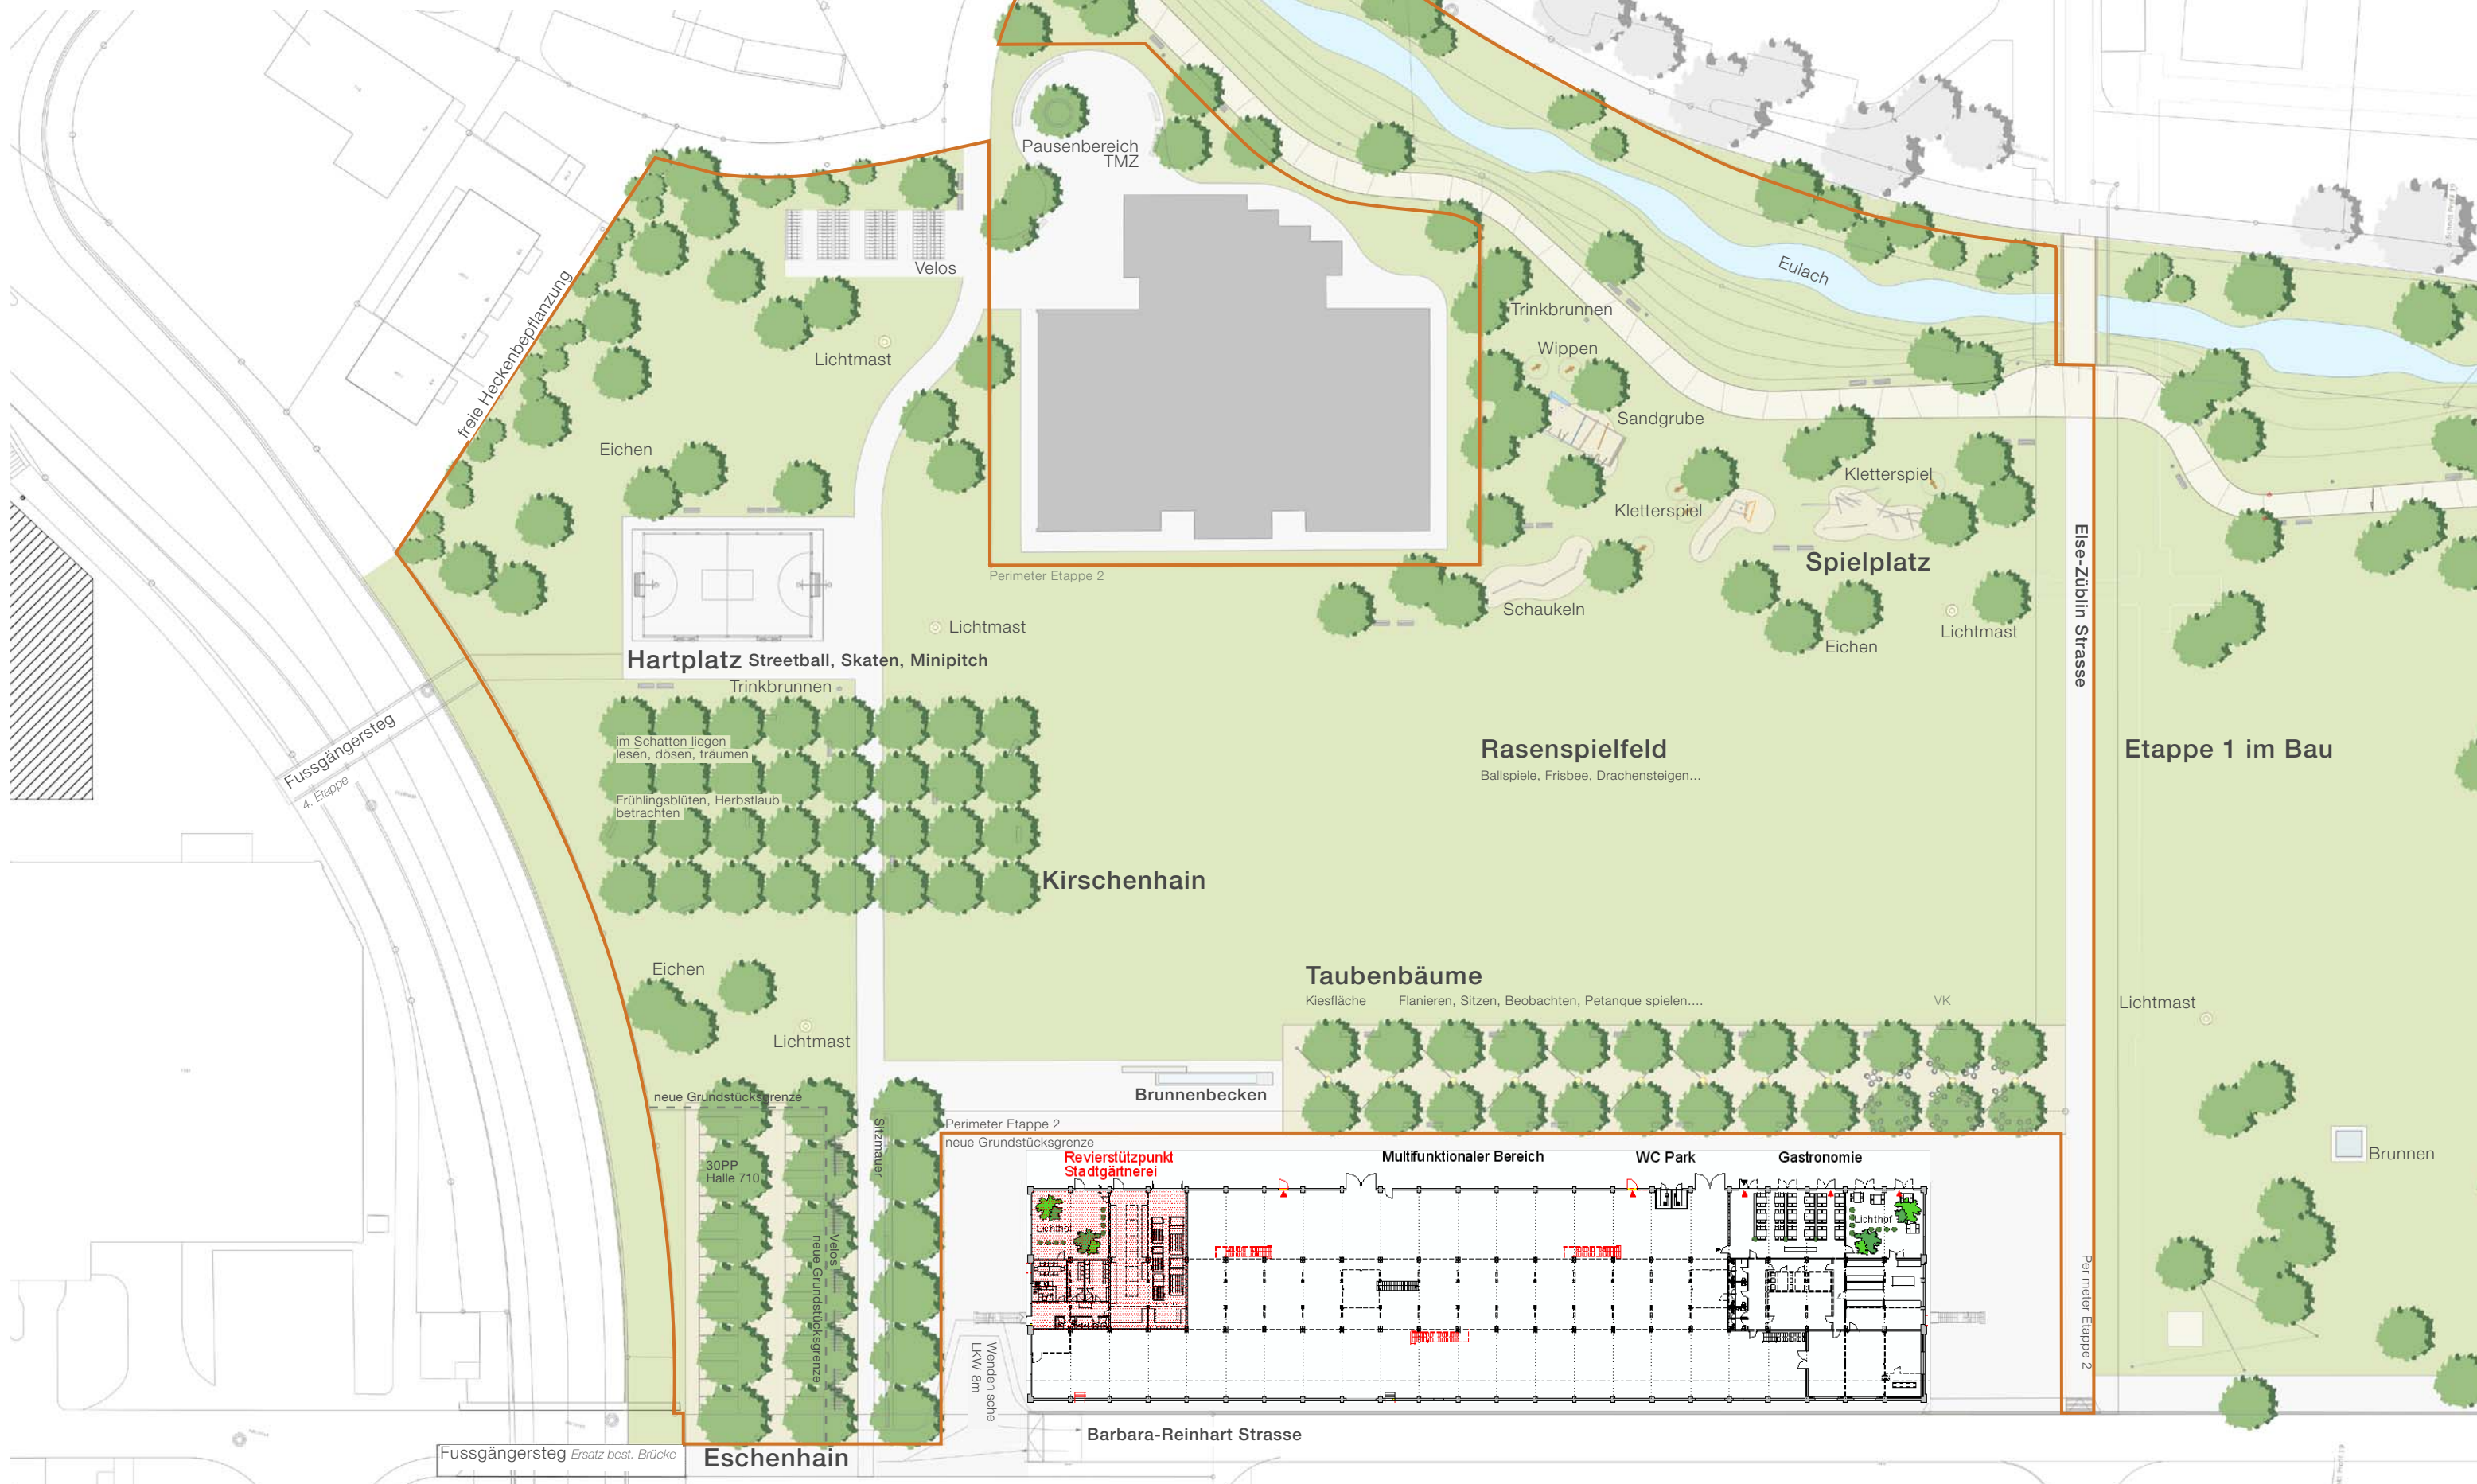 Pausenbereich
TMZ
Velos
Eulach
Trinkbrunnen
Wippen
Lichtmast
freie Heckenbepflanzung
Sandgrube
Eichen
Kletterspiel
Kletterspiel
Spielplatz
Perimeter Etappe 2
Else-Züblin Strasse
Schaukeln
Lichtmast
Lichtmast
Eichen
Hartplatz Streetball, Skaten, Minipitch
Trinkbrunnen
Fussgängersteg
4. Etappe
im Schatten liegen
lesen, dösen, träumen
Frühlingsblüten, Herbstlaub
betrachten
Rasenspielfeld
Ballspiele, Frisbee, Drachensteigen...
Etappe 1 im Bau
Kirschenhain
Eichen
Lichtmast
Taubenbäume
Kiesfläche Flanieren, Sitzen, Beobachten, Petanque spielen....
VK
Lichtmast
Brunnenbecken
neue Grundstücksgrenze
Sitzmauer
Perimeter Etappe 2
neue Grundstücksgrenze
30PP
Halle 710
Velos
neue Grundstücksgrenze
Revierstützpunkt
Stadtgärtnerei
Multifunktionaler Bereich
WC Park
Gastronomie
Brunnen
Lichthof
Lichthof
Perimeter Etappe 2
Wendenische
LKW 8m
Barbara-Reinhart Strasse
Fussgängersteg Ersatz best. Brücke
Eschenhain